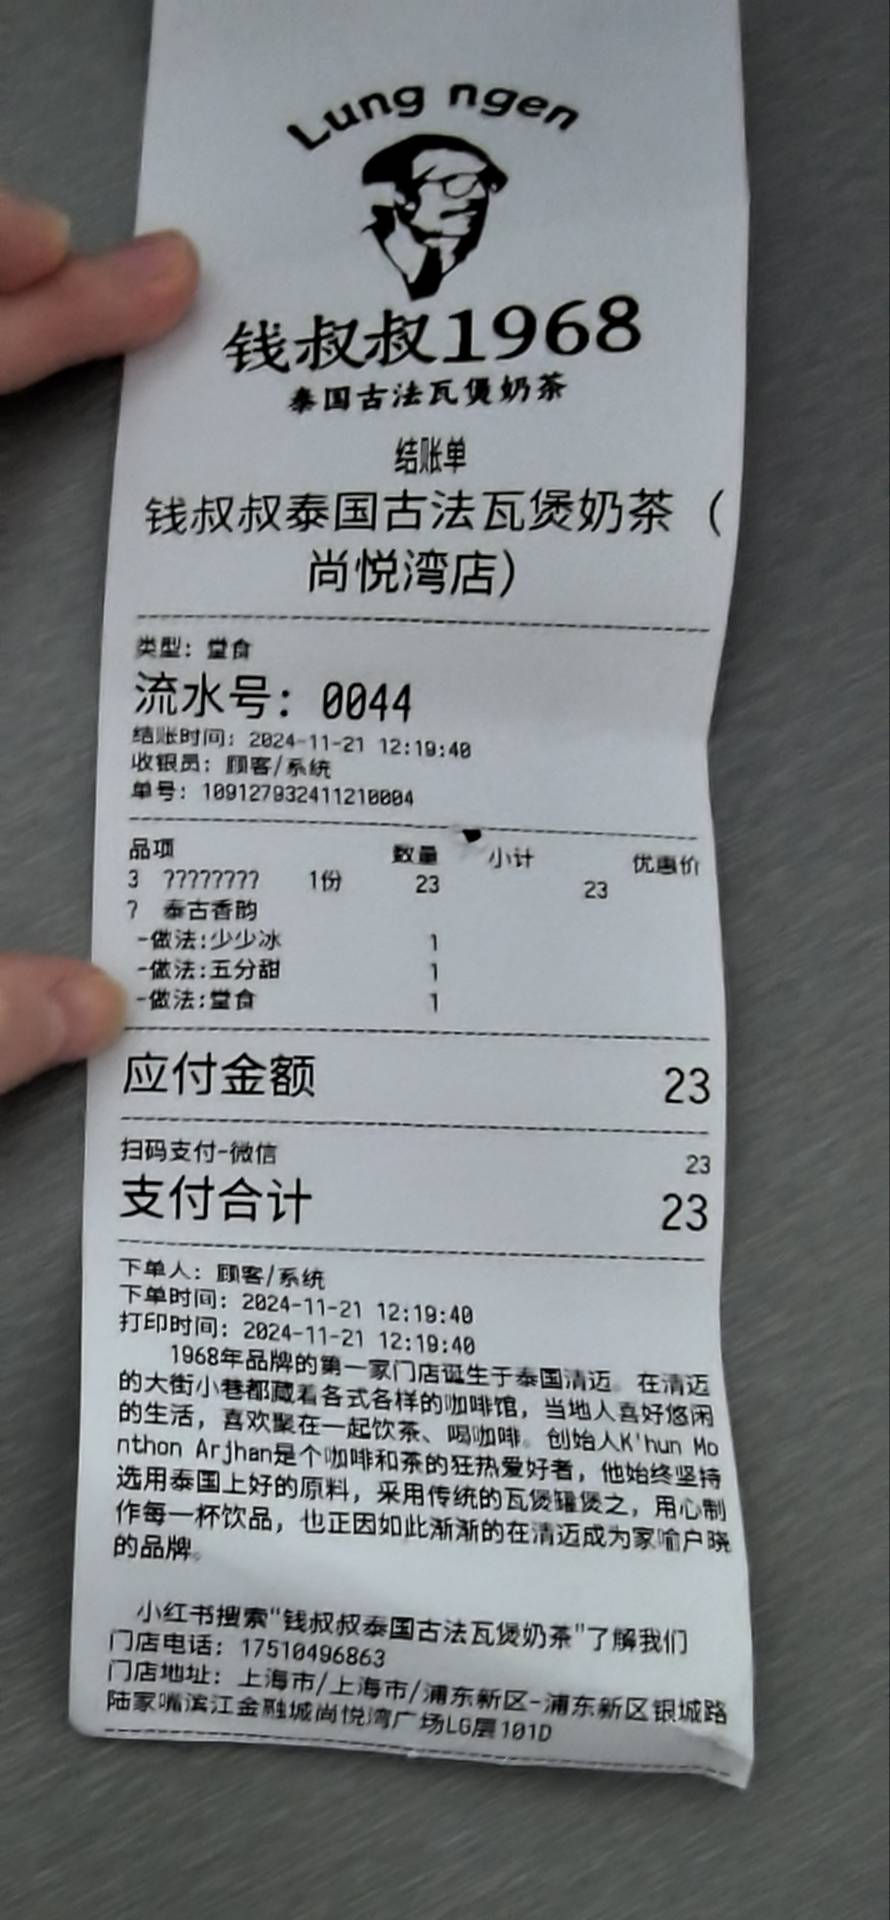 Lung ngen
钱叔叔1968
泰国古法瓦煲奶茶
结账单
钱叔叔泰国古法瓦煲奶茶（
尚悦湾店）
类型：堂食
流水号：0044
结账时间：2024-11-21 12:19:40
收银员：顾客/系统
单号：109127932411210004
品项 数量 小计 优惠价
3 ???????? 1份 23 23
? 泰古香韵
-做法:少少冰 1
-做法:五分甜 1
-做法:堂食 1
应付金额 23
扫码支付-微信 23
支付合计 23
下单人：顾客/系统
下单时间：2024-11-21 12:19:40
打印时间：2024-11-21 12:19:40
1968年品牌的第一家门店诞生于泰国清迈。在清迈
的大街小巷都藏着各式各样的咖啡馆，当地人喜好悠闲
的生活，喜欢聚在一起饮茶、喝咖啡。创始人K'hun Mo
nthon Arjhan是个咖啡和茶的狂热爱好者，他始终坚持
选用泰国上好的原料，采用传统的瓦煲罐煲之，用心制
作每一杯饮品，也正因如此渐渐的在清迈成为家喻户晓
的品牌。
小红书搜索"钱叔叔泰国古法瓦煲奶茶"了解我们
门店电话：17510496863
门店地址：上海市/上海市/浦东新区-浦东新区银城路
陆家嘴滨江金融城尚悦湾广场LG层101D